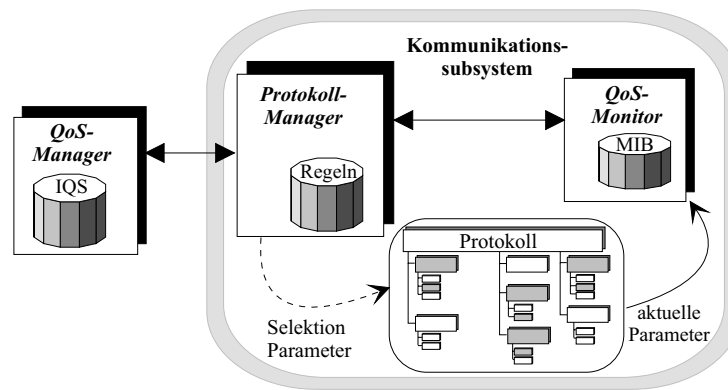 Kommunikations-
subsystem
QoS-
Manager
IQS
Protokoll-
Manager
Regeln
QoS-
Monitor
MIB
Protokoll
Selektion
Parameter
aktuelle
Parameter